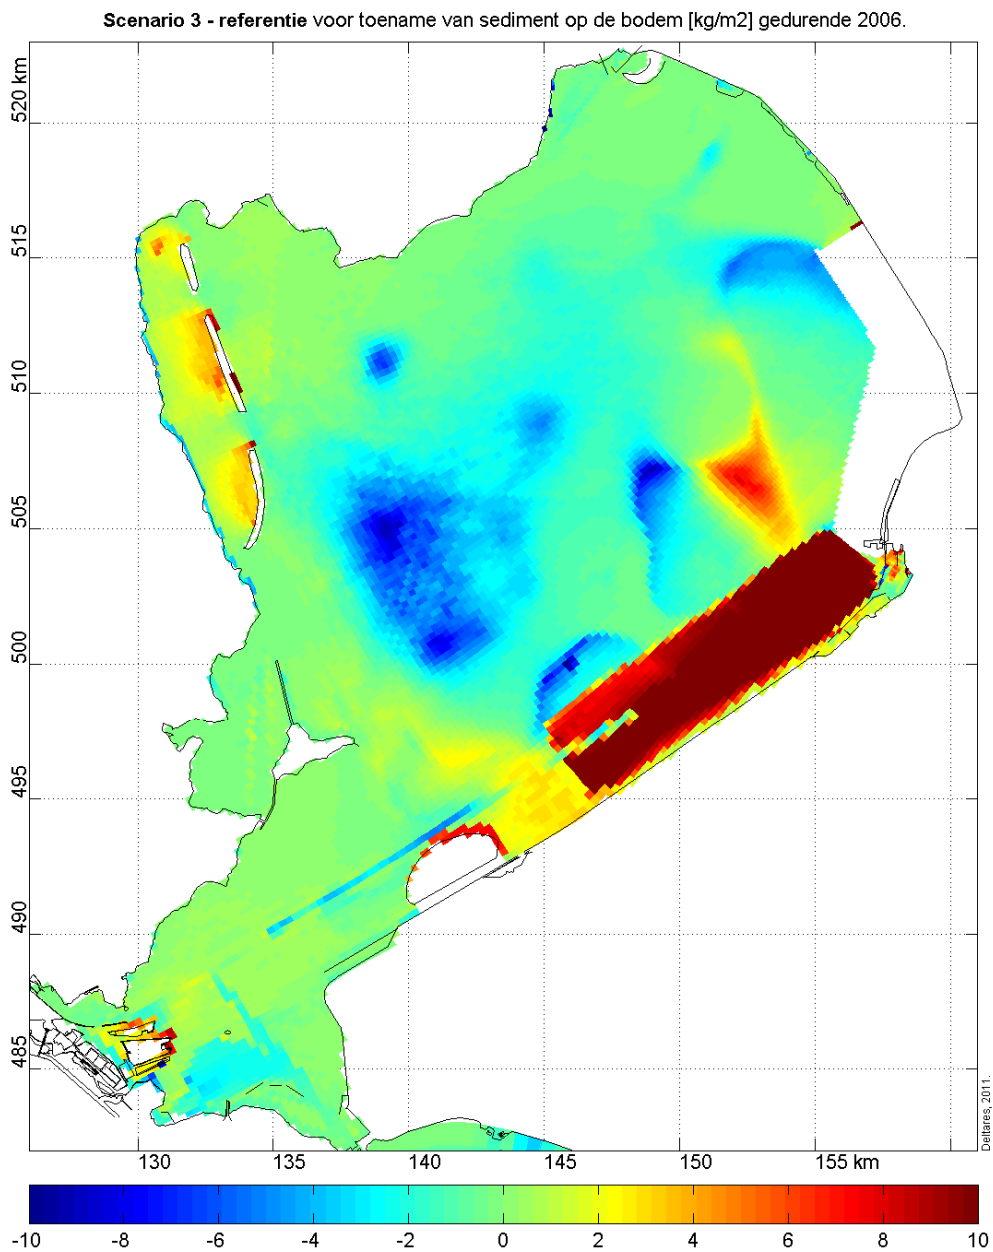 Scenario 3 - referentie voor toename van sediment op de bodem [kg/m2] gedurende 2006.
520 km
515
510
505
500
495
490
485
130 135 140 145 150 155 km
Deltares, 2011.
-10 -8 -6 -4 -2 0 2 4 6 8 10